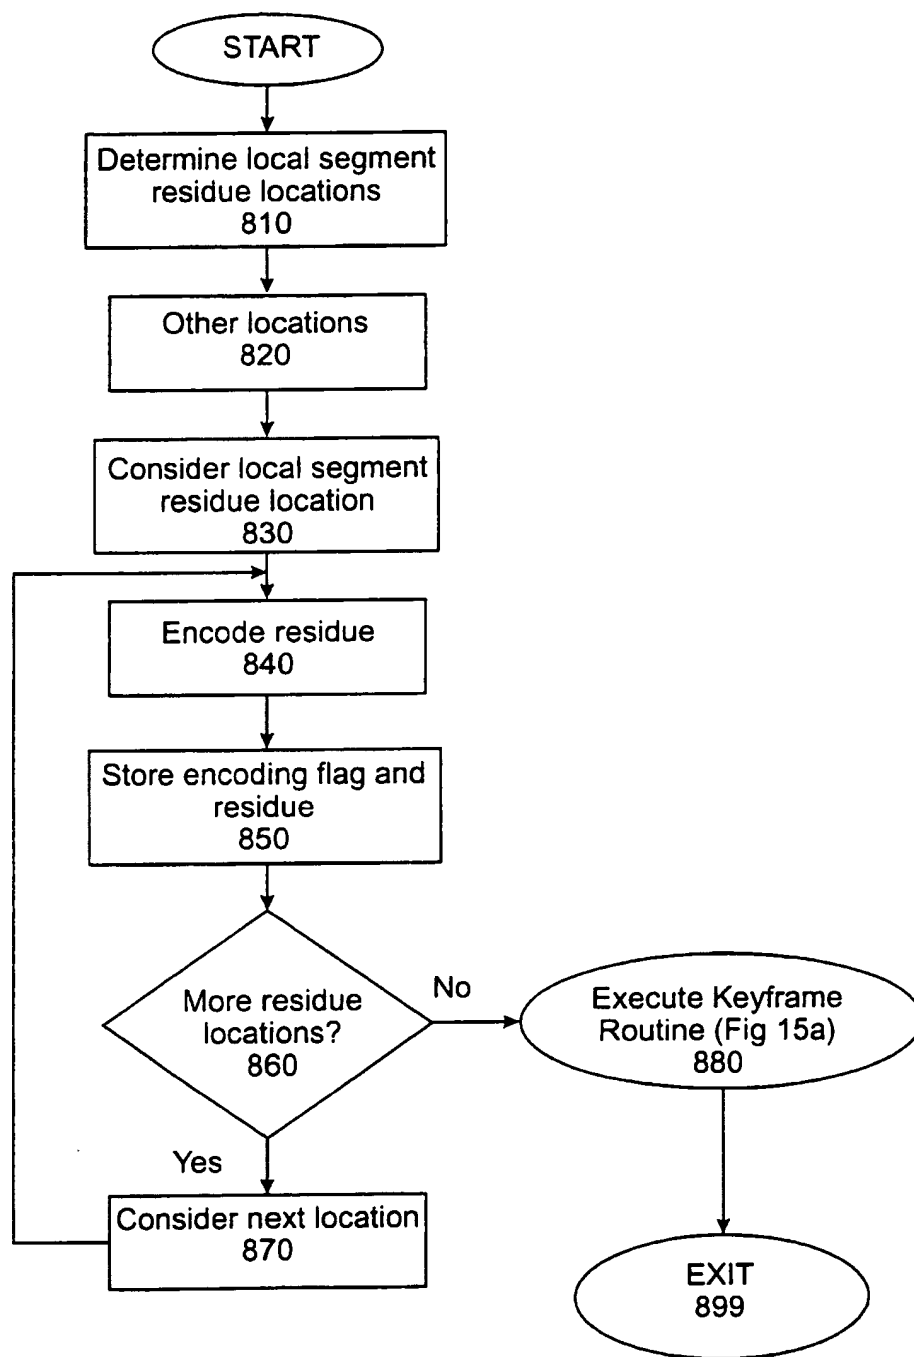 START
Determine local segment
residue locations
810
Other locations
820
Consider local segment
residue location
830
Encode residue
840
Store encoding flag and
residue
850
More residue
locations?
860
No
Execute Keyframe
Routine (Fig 15a)
880
Yes
Consider next location
870
EXIT
899